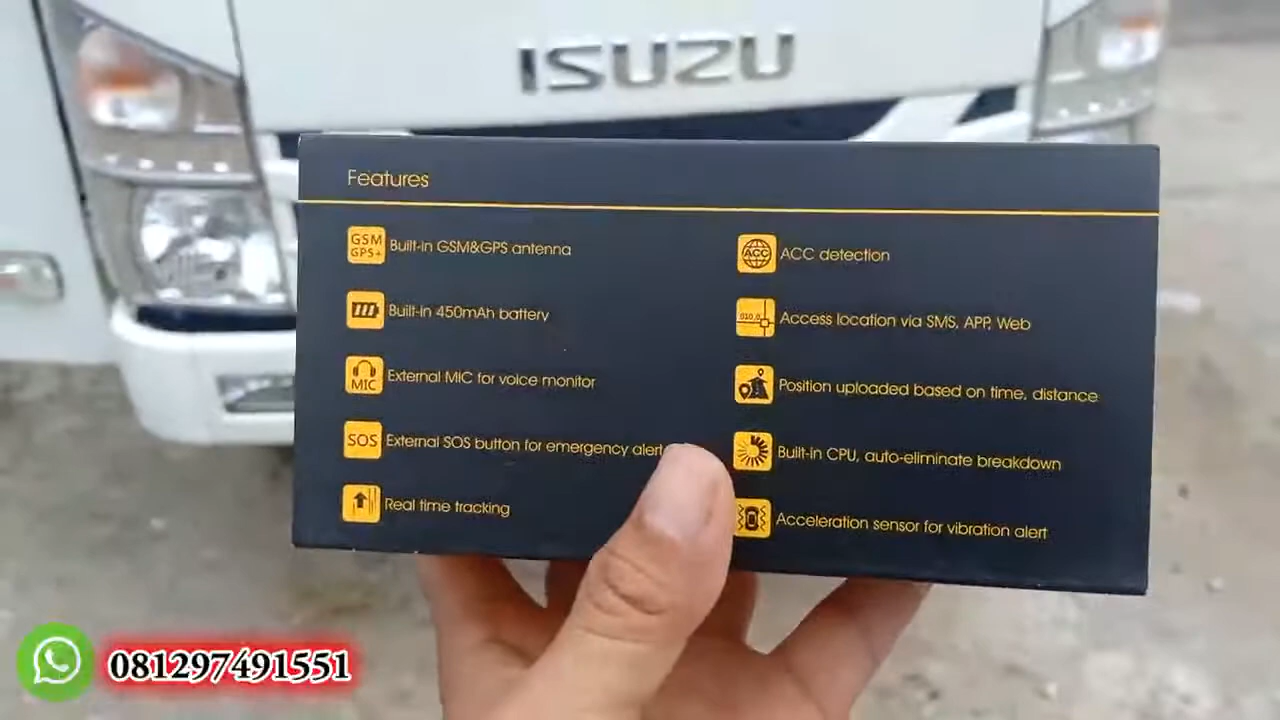 ISUZU
Features
GSM
GPS+
Built-in GSM&GPS antenna
Built-in 450mAh battery
MIC
External MIC for voice monitor
SOS
External SOS button for emergency alert
Real time tracking
ACC
ACC detection
010.0
Access location via SMS, APP, Web
Position uploaded based on time, distance
Built-in CPU, auto-eliminate breakdown
Acceleration sensor for vibration alert
081297491551